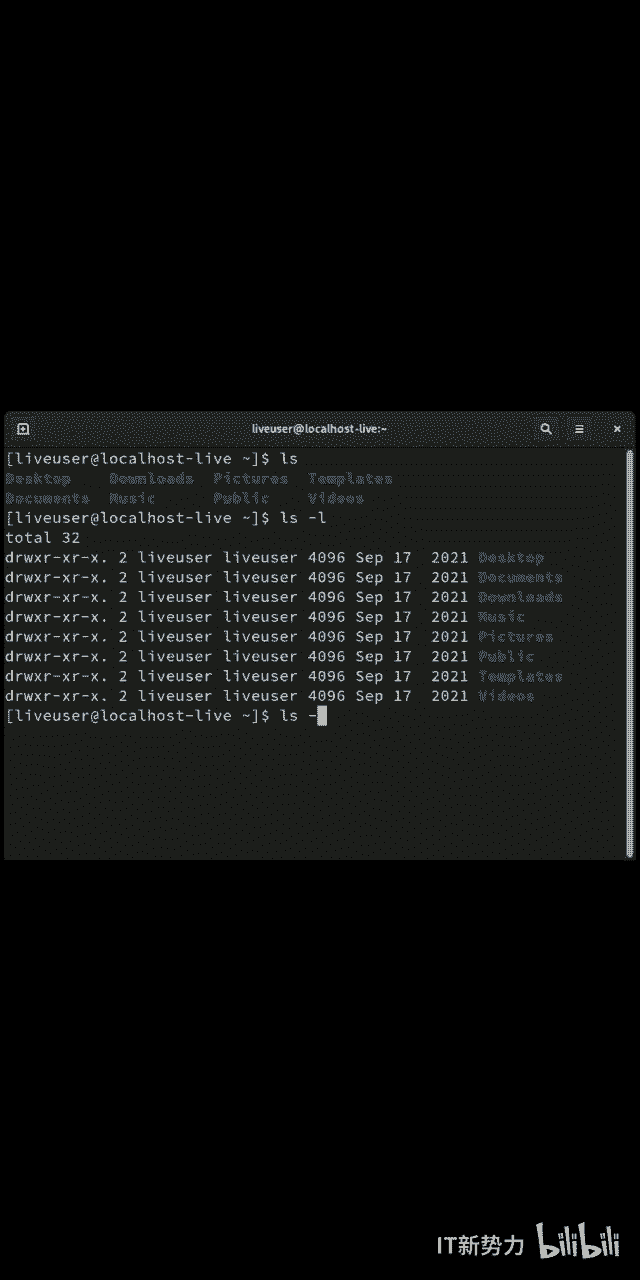 liveuser@localhost-live:~
[liveuser@localhost-live ~]$ ls
Desktop    Downloads  Pictures  Templates
Documents  Music      Public    Videos
[liveuser@localhost-live ~]$ ls -l
total 32
drwxr-xr-x. 2 liveuser liveuser 4096 Sep 17  2021 Desktop
drwxr-xr-x. 2 liveuser liveuser 4096 Sep 17  2021 Documents
drwxr-xr-x. 2 liveuser liveuser 4096 Sep 17  2021 Downloads
drwxr-xr-x. 2 liveuser liveuser 4096 Sep 17  2021 Music
drwxr-xr-x. 2 liveuser liveuser 4096 Sep 17  2021 Pictures
drwxr-xr-x. 2 liveuser liveuser 4096 Sep 17  2021 Public
drwxr-xr-x. 2 liveuser liveuser 4096 Sep 17  2021 Templates
drwxr-xr-x. 2 liveuser liveuser 4096 Sep 17  2021 Videos
[liveuser@localhost-live ~]$ ls -
IT新势力 bilibili